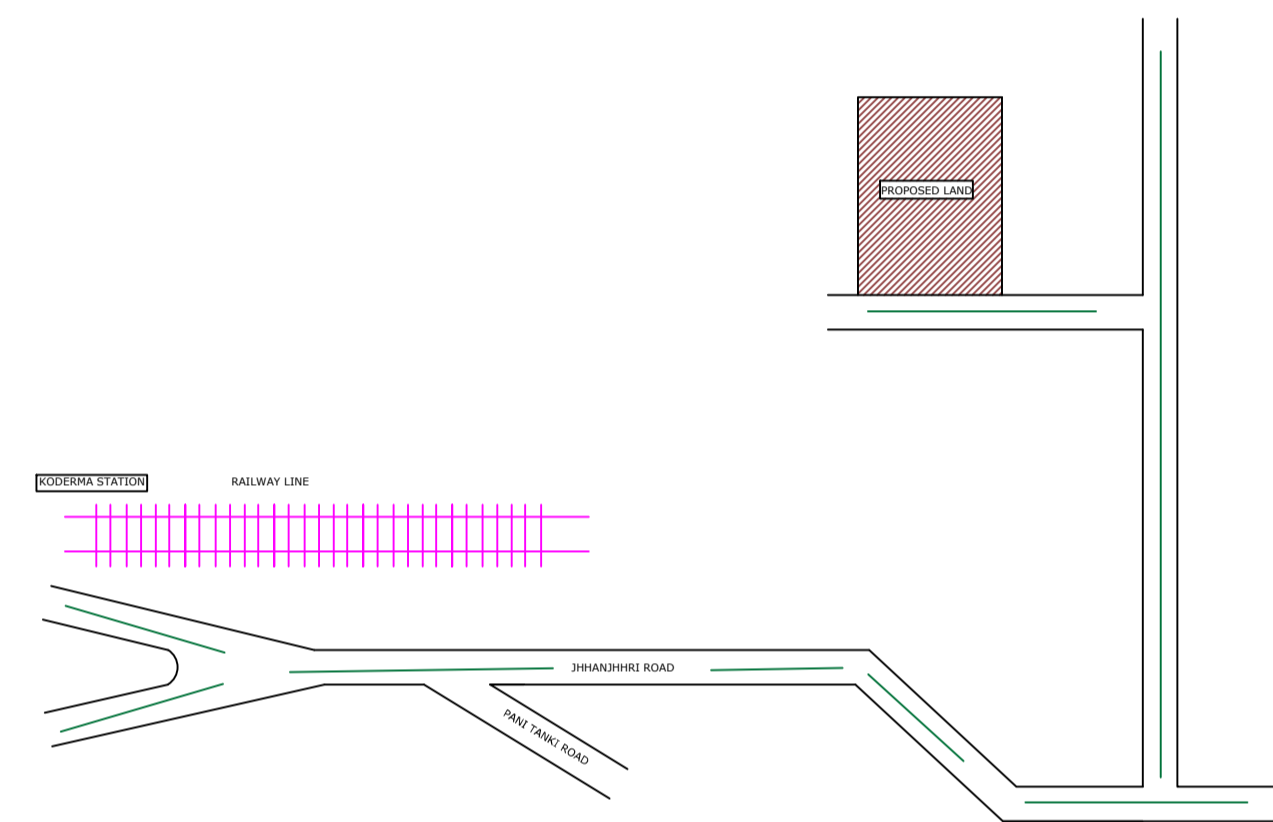 PROPOSED LAND
KODERMA STATION
RAILWAY LINE
JHHANJHHRI ROAD
PANI TANKI ROAD